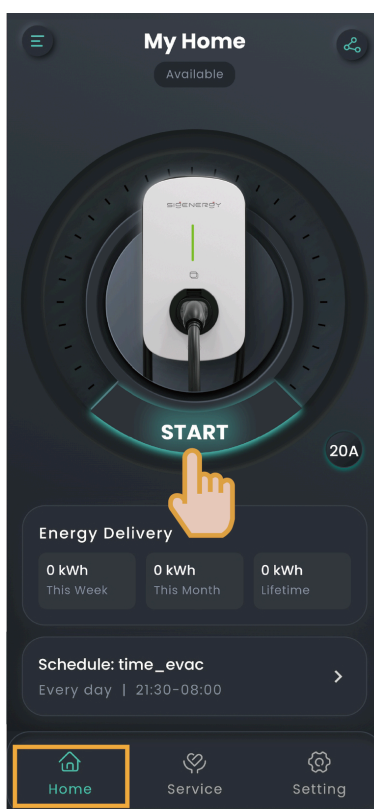 My Home
Available
SIGENERGY
START
20A
Energy Delivery
0 kWh
This Week
0 kWh
This Month
0 kWh
Lifetime
Schedule: time_evac
Every day | 21:30-08:00
Home
Service
Setting